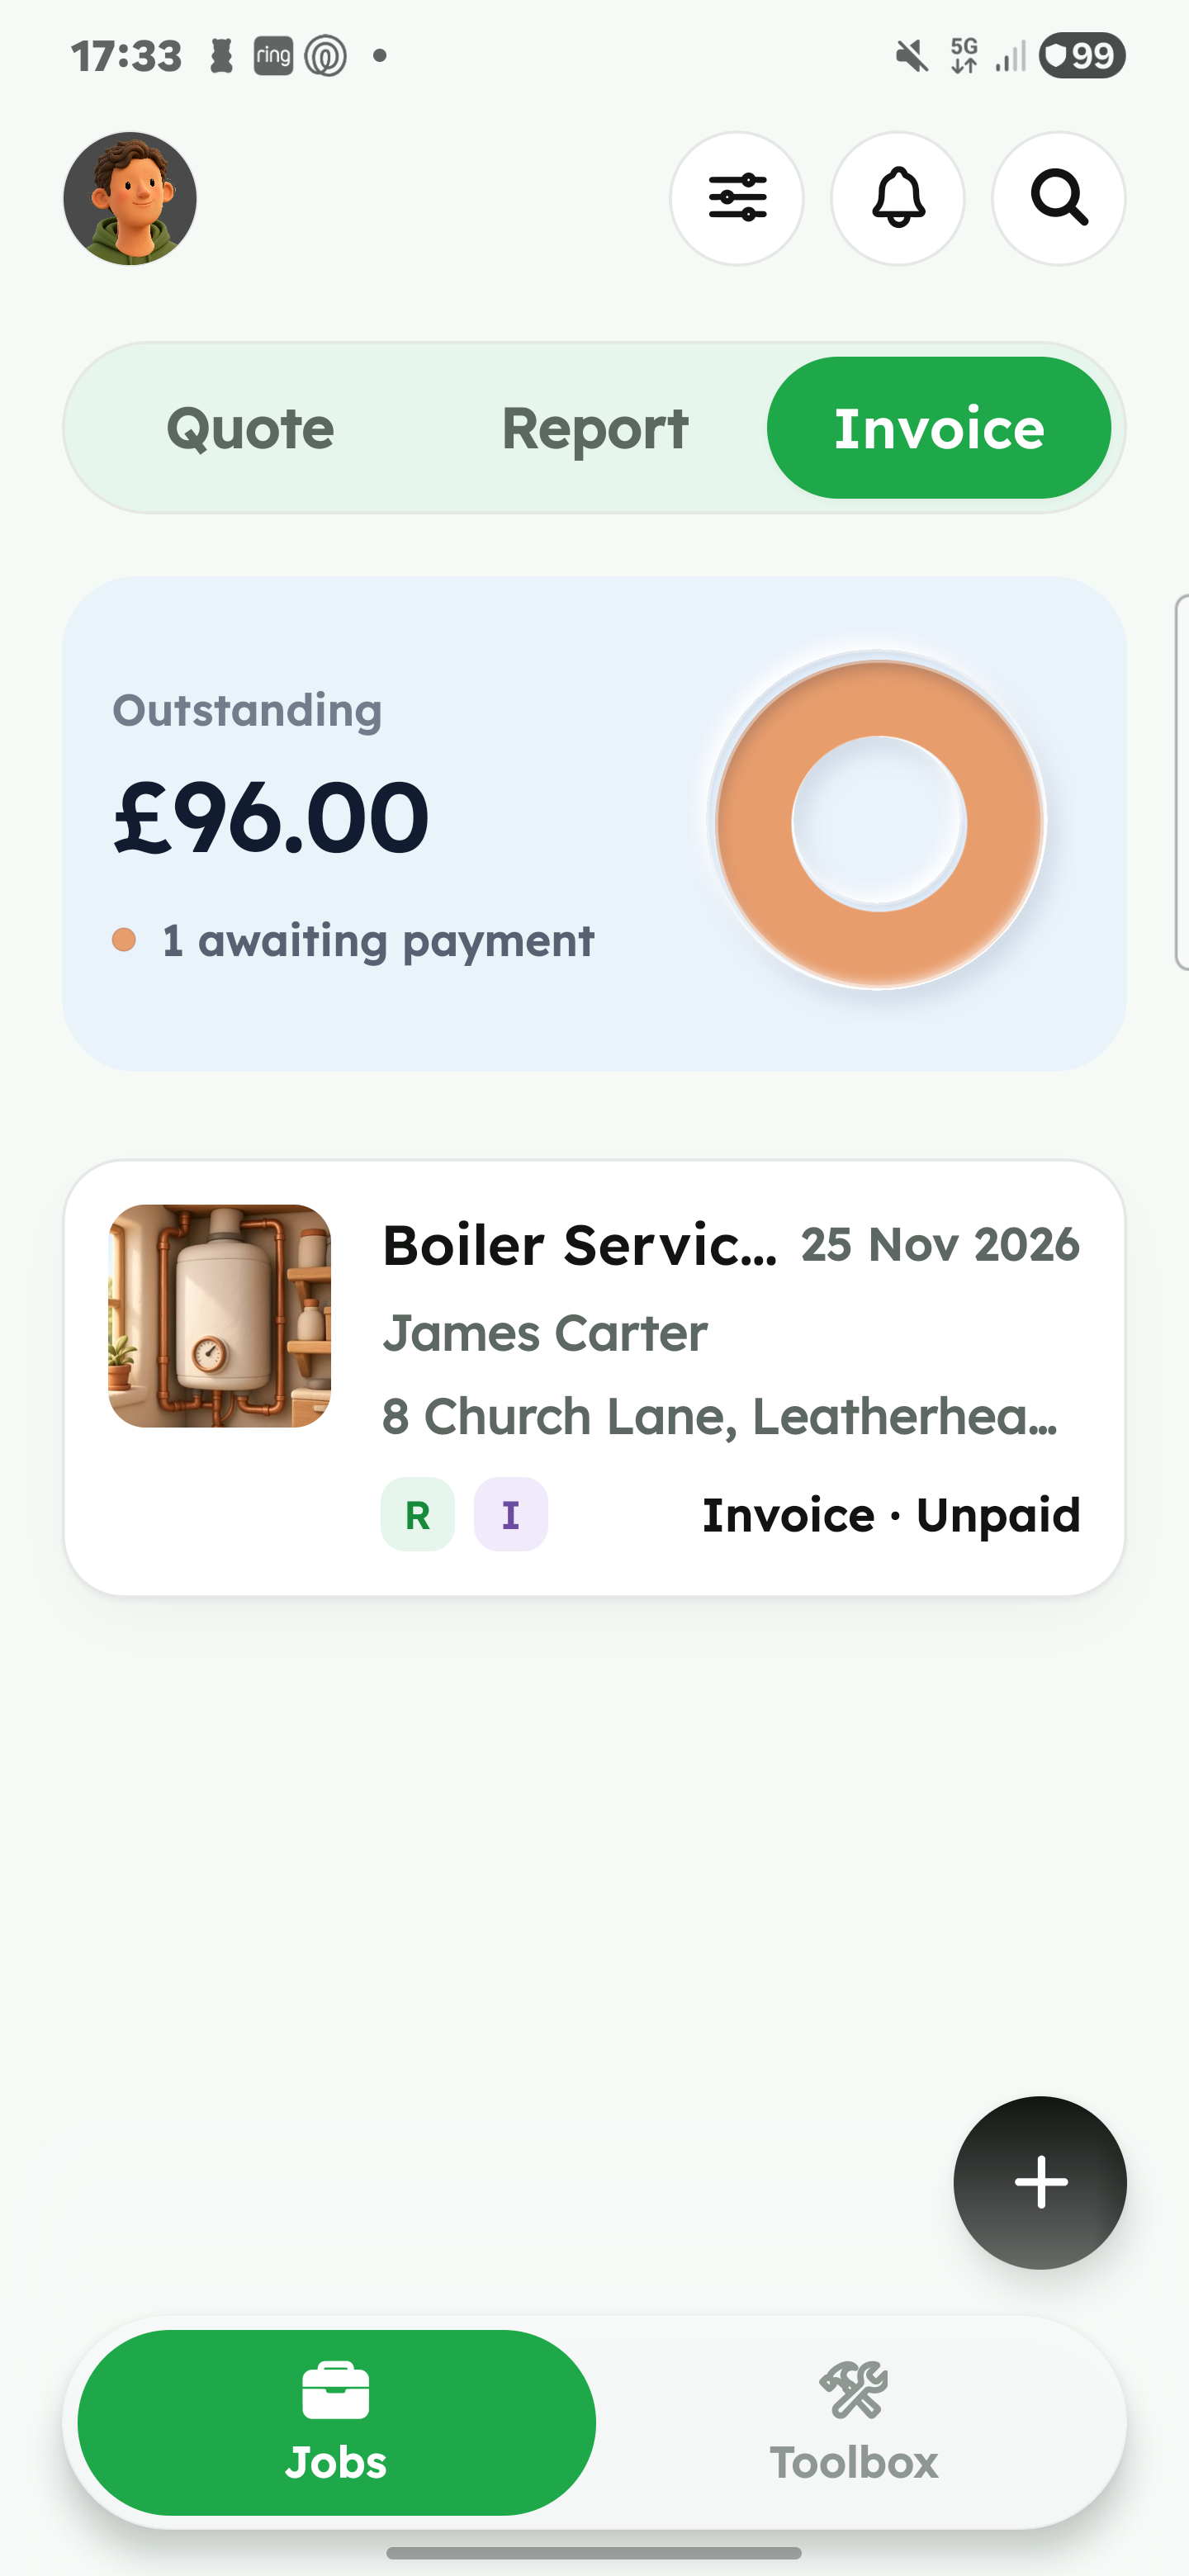 17:33
ring
5G
99
Quote
Report
Invoice
Outstanding
£96.00
1 awaiting payment
Boiler Servic...
25 Nov 2026
James Carter
8 Church Lane, Leatherhea...
R
I
Invoice · Unpaid
Jobs
Toolbox